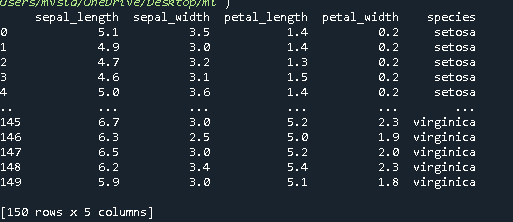 sepal_length sepal_width petal_length petal_width species
0 5.1 3.5 1.4 0.2 setosa
1 4.9 3.0 1.4 0.2 setosa
2 4.7 3.2 1.3 0.2 setosa
3 4.6 3.1 1.5 0.2 setosa
4 5.0 3.6 1.4 0.2 setosa
.. ... ... ... ... ...
145 6.7 3.0 5.2 2.3 virginica
146 6.3 2.5 5.0 1.9 virginica
147 6.5 3.0 5.2 2.0 virginica
148 6.2 3.4 5.4 2.3 virginica
149 5.9 3.0 5.1 1.8 virginica
[150 rows x 5 columns]